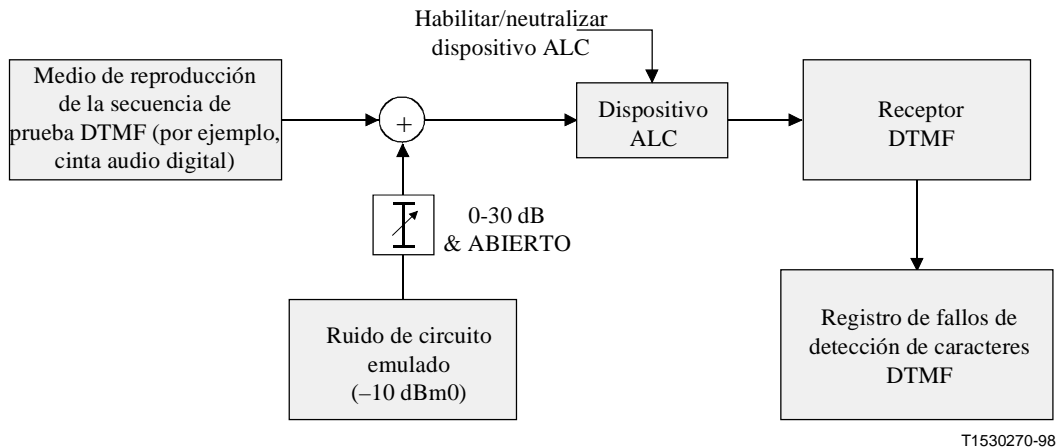 Habilitar/neutralizar
dispositivo ALC
Medio de reproducción
de la secuencia de
prueba DTMF (por ejemplo,
cinta audio digital)
+
Dispositivo
ALC
Receptor
DTMF
0-30 dB
& ABIERTO
Ruido de circuito
emulado
(–10 dBm0)
Registro de fallos de
detección de caracteres
DTMF
T1530270-98